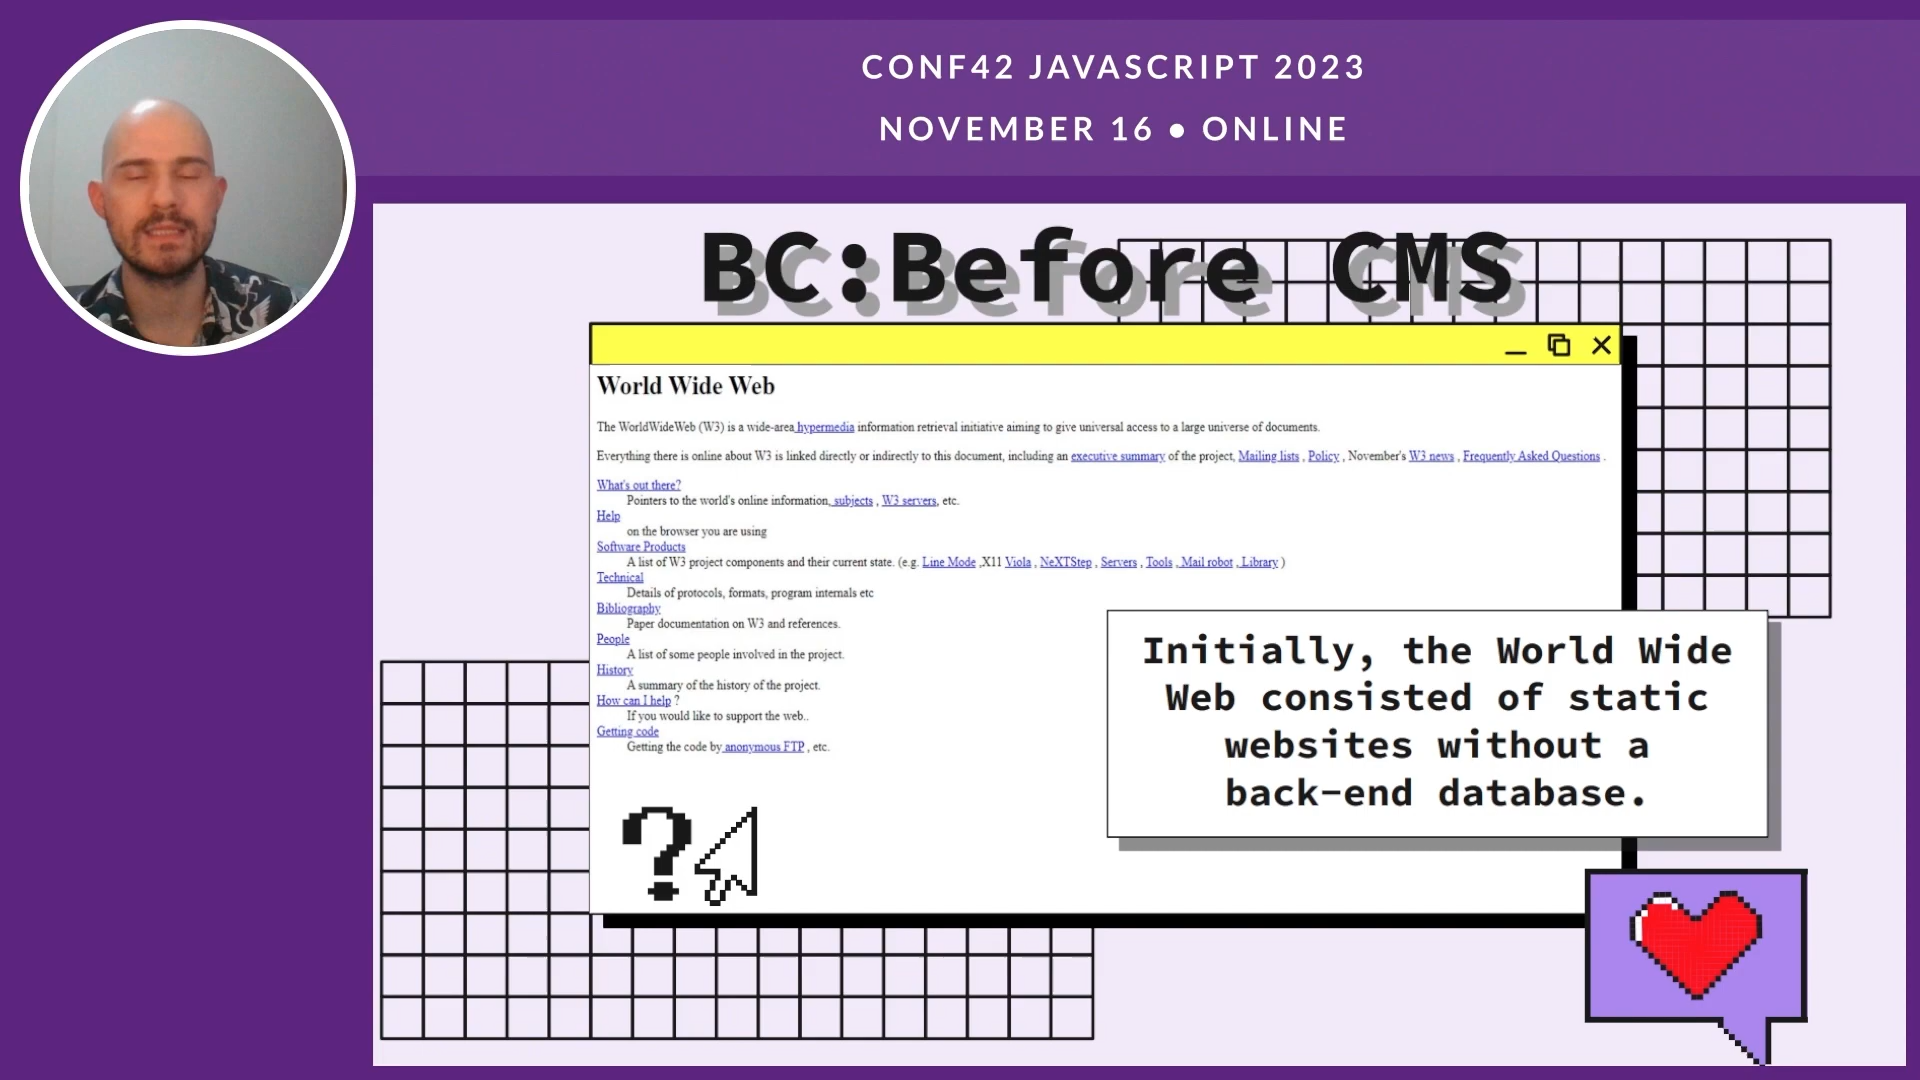 CONF42 JAVASCRIPT 2023
NOVEMBER 16 • ONLINE
BC:Before CMS
World Wide Web
The WorldWideWeb (W3) is a wide-area hypermedia information retrieval initiative aiming to give universal access to a large universe of documents.
Everything there is online about W3 is linked directly or indirectly to this document, including an executive summary of the project, Mailing lists , Policy , November's W3 news , Frequently Asked Questions .
What's out there?
Pointers to the world's online information, subjects , W3 servers, etc.
Help
on the browser you are using
Software Products
A list of W3 project components and their current state. (e.g. Line Mode ,X11 Viola , NeXTStep , Servers , Tools , Mail robot , Library )
Technical
Details of protocols, formats, program internals etc
Bibliography
Paper documentation on W3 and references.
People
A list of some people involved in the project.
History
A summary of the history of the project.
How can I help ?
If you would like to support the web..
Getting code
Getting the code by anonymous FTP , etc.
Initially, the World Wide
Web consisted of static
websites without a
back-end database.
?